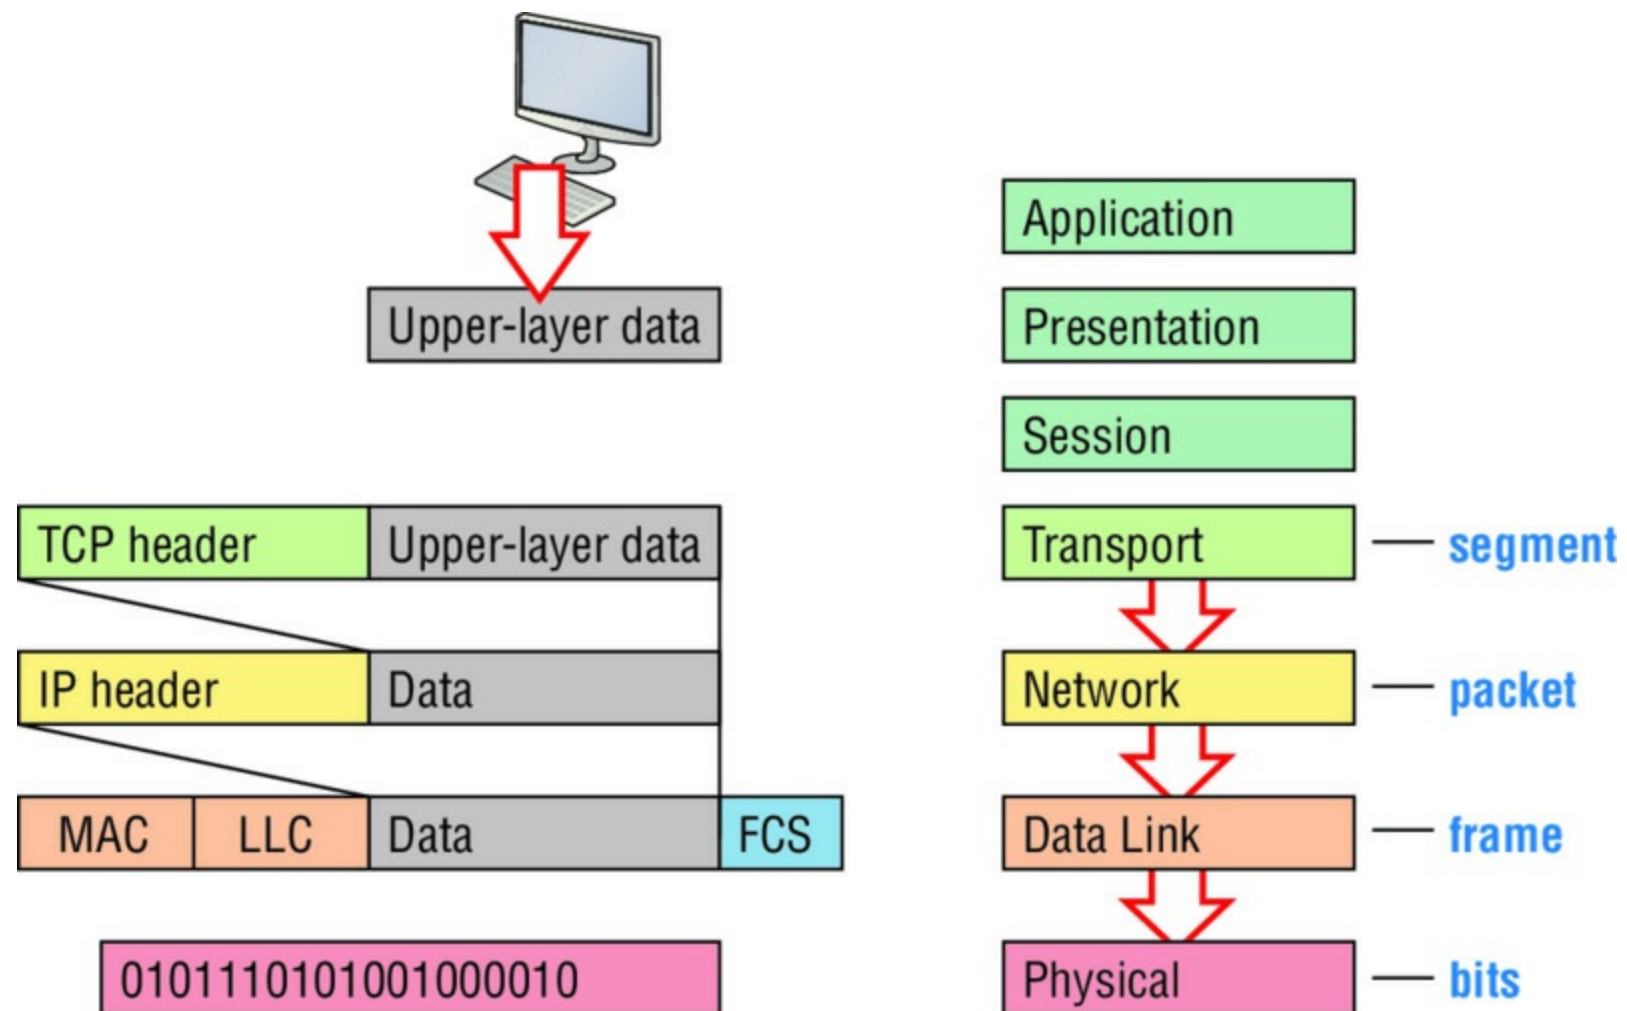 Upper-layer data
TCP header Upper-layer data
IP header Data
MAC LLC Data FCS
0101110101001000010
Application
Presentation
Session
Transport segment
Network packet
Data Link frame
Physical bits